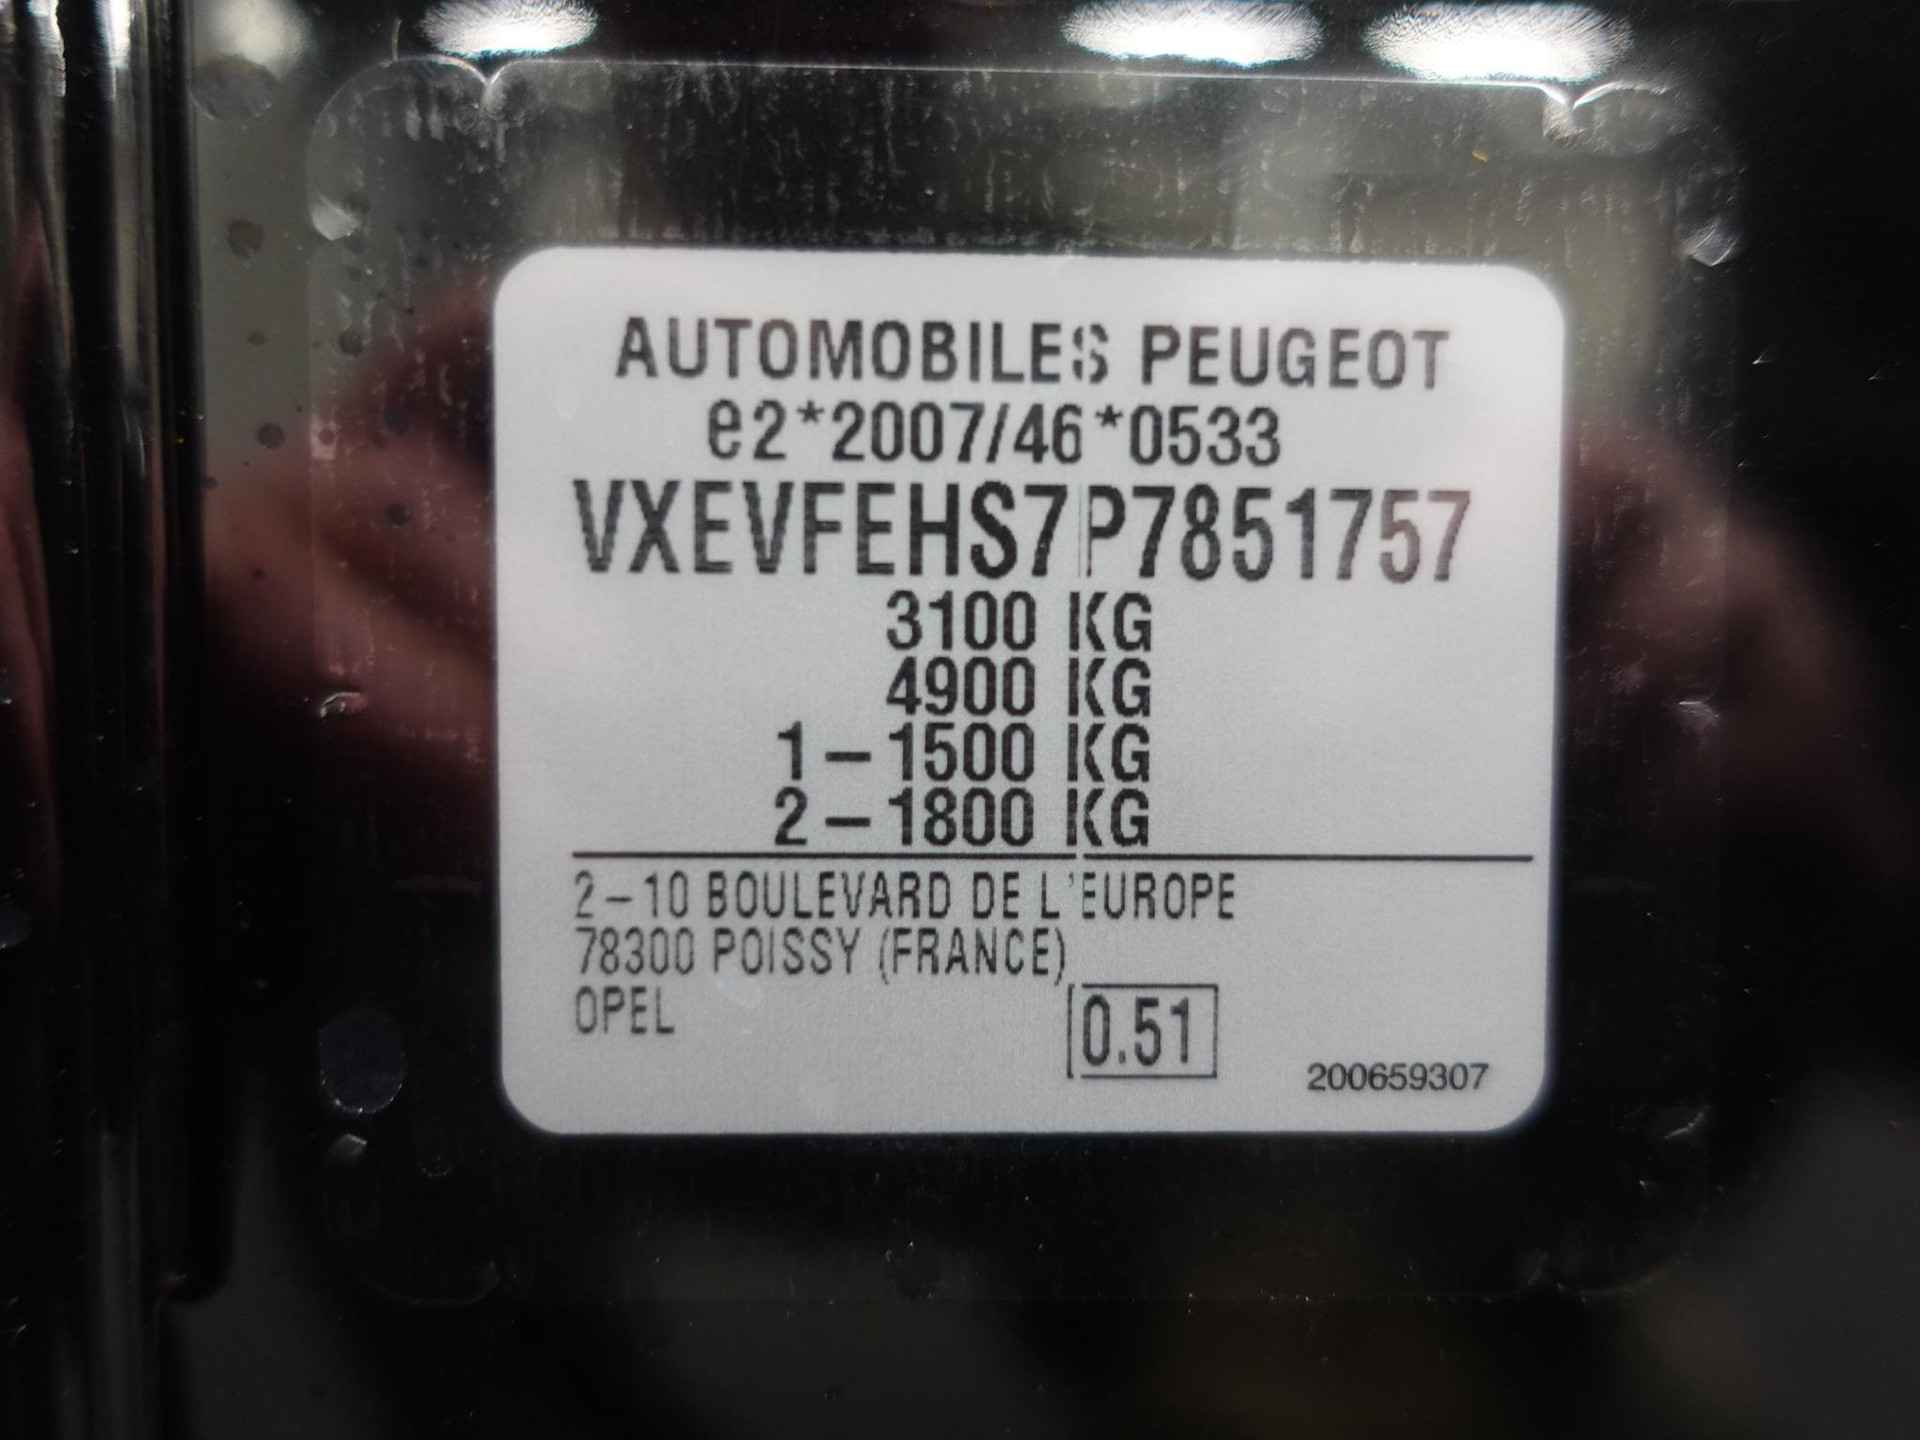 AUTOMOBILES PEUGEOT
e2*2007/46*0533
VXEVFEHS7P7851757
3100 KG
4900 KG
1-1500 KG
2-1800 KG
2-10 BOULEVARD DE L'EUROPE
78300 POISSY (FRANCE)
OPEL
0.51
200659307